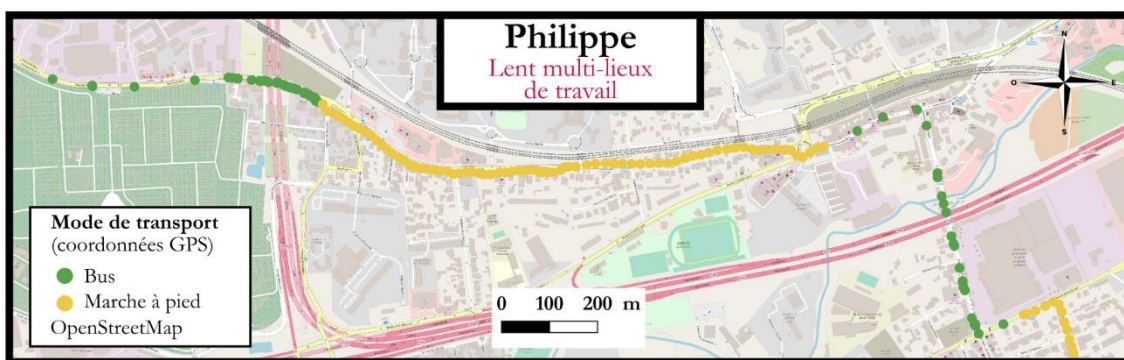 Philippe
Lent multi-lieux
de travail
N
O
E
S
Mode de transport
(coordonnées GPS)
Bus
Marche à pied
OpenStreetMap
0 100 200 m